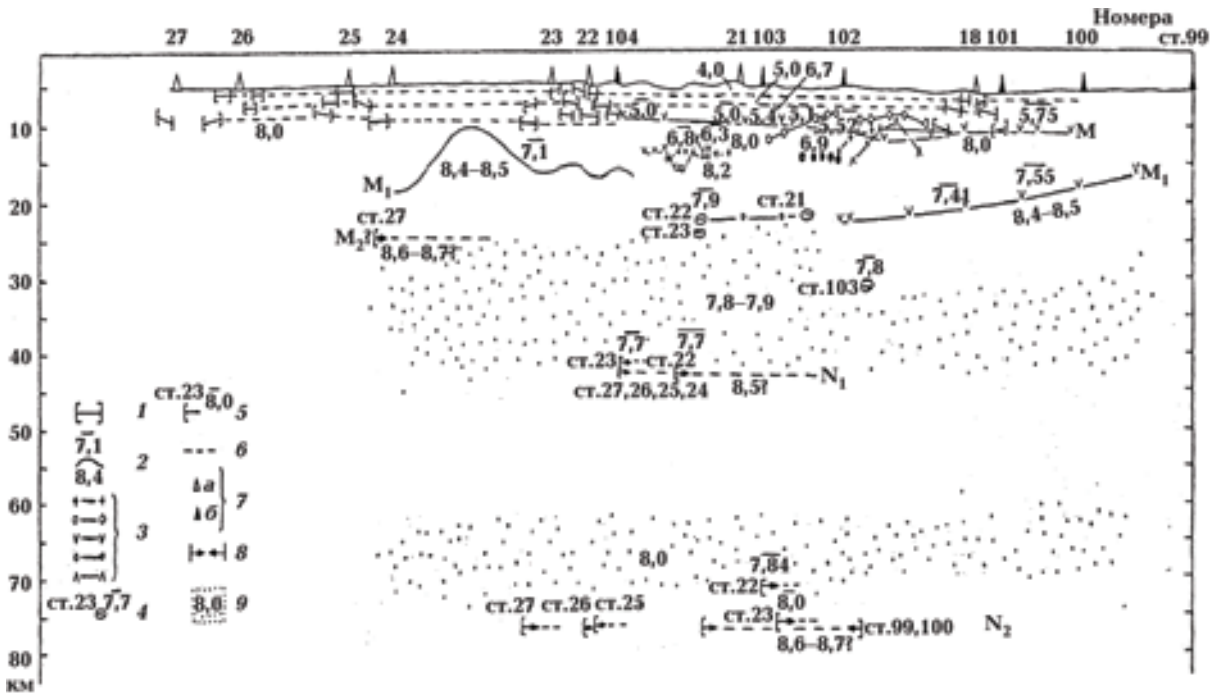 Номера
27 26 25 24 23 22 104 21 103 102 18 101 100 ст.99
4,0 5,0 6,7
5,0 5,0 5,4 5,75
10 8,0 6,8 6,3 8,0 6,9 8,0 M
7,1 8,2
8,4–8,5
M₁ 7,9 7,41 7,55 M₁
20 ст.27 ст.22 ст.21 8,4–8,5
M₂? ст.23
8,6–8,7?
7,8
30 7,8–7,9 ст.103
7,7 7,7
40 ст.23 ст.22
ст.27,26,25,24 8,5? N₁
ст.23 8,0
1 5
50
7,1 6
8,4 2
а
7
60 б
3
8
8,0 7,84
70 ст.22
ст.23 7,7 4 8,0 9 ст.27 ст.26 ст.25 8,0
ст.23 ст.99,100 N₂
8,6–8,7?
80
км